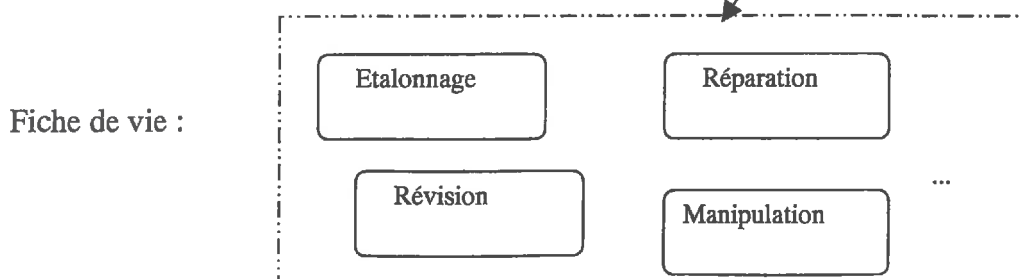 Etalonnage
Réparation
Fiche de vie :
Révision
...
Manipulation